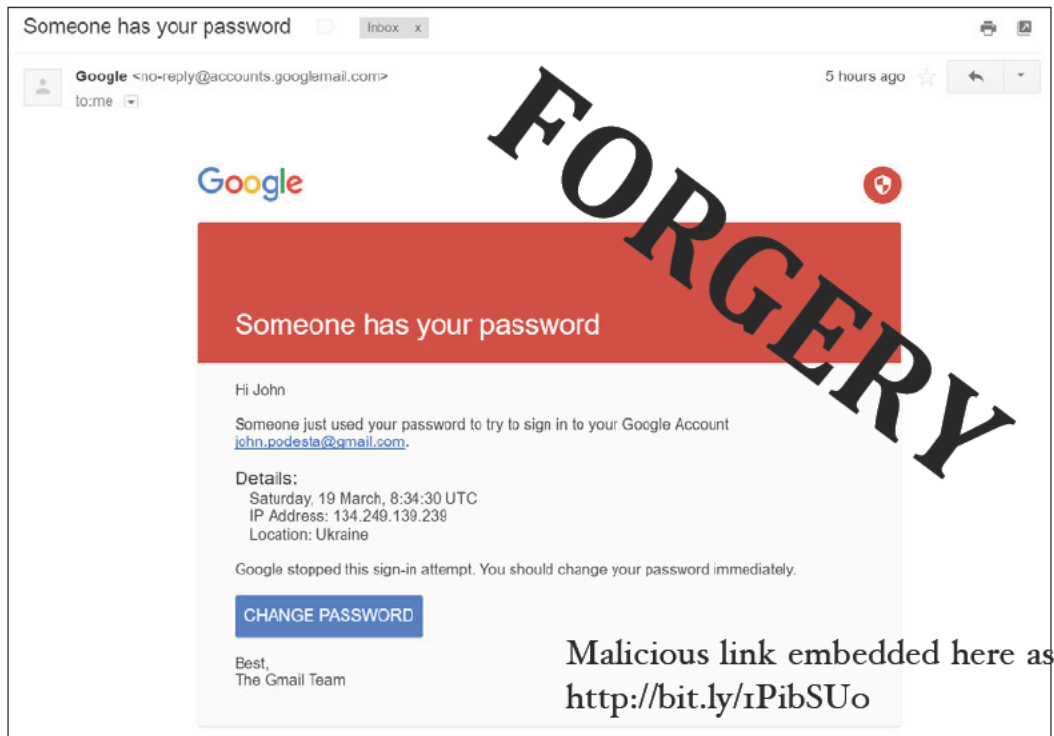 Someone has your password Inbox x
Google <no-reply@accounts.googlemail.com> 5 hours ago
to:me
FORGERY
Google
Someone has your password
Hi John
Someone just used your password to try to sign in to your Google Account
john.podesta@gmail.com.
Details:
Saturday, 19 March, 8:34:30 UTC
IP Address: 134.249.139.239
Location: Ukraine
Google stopped this sign-in attempt. You should change your password immediately.
CHANGE PASSWORD
Best,
The Gmail Team
Malicious link embedded here as
http://bit.ly/1PibSU0